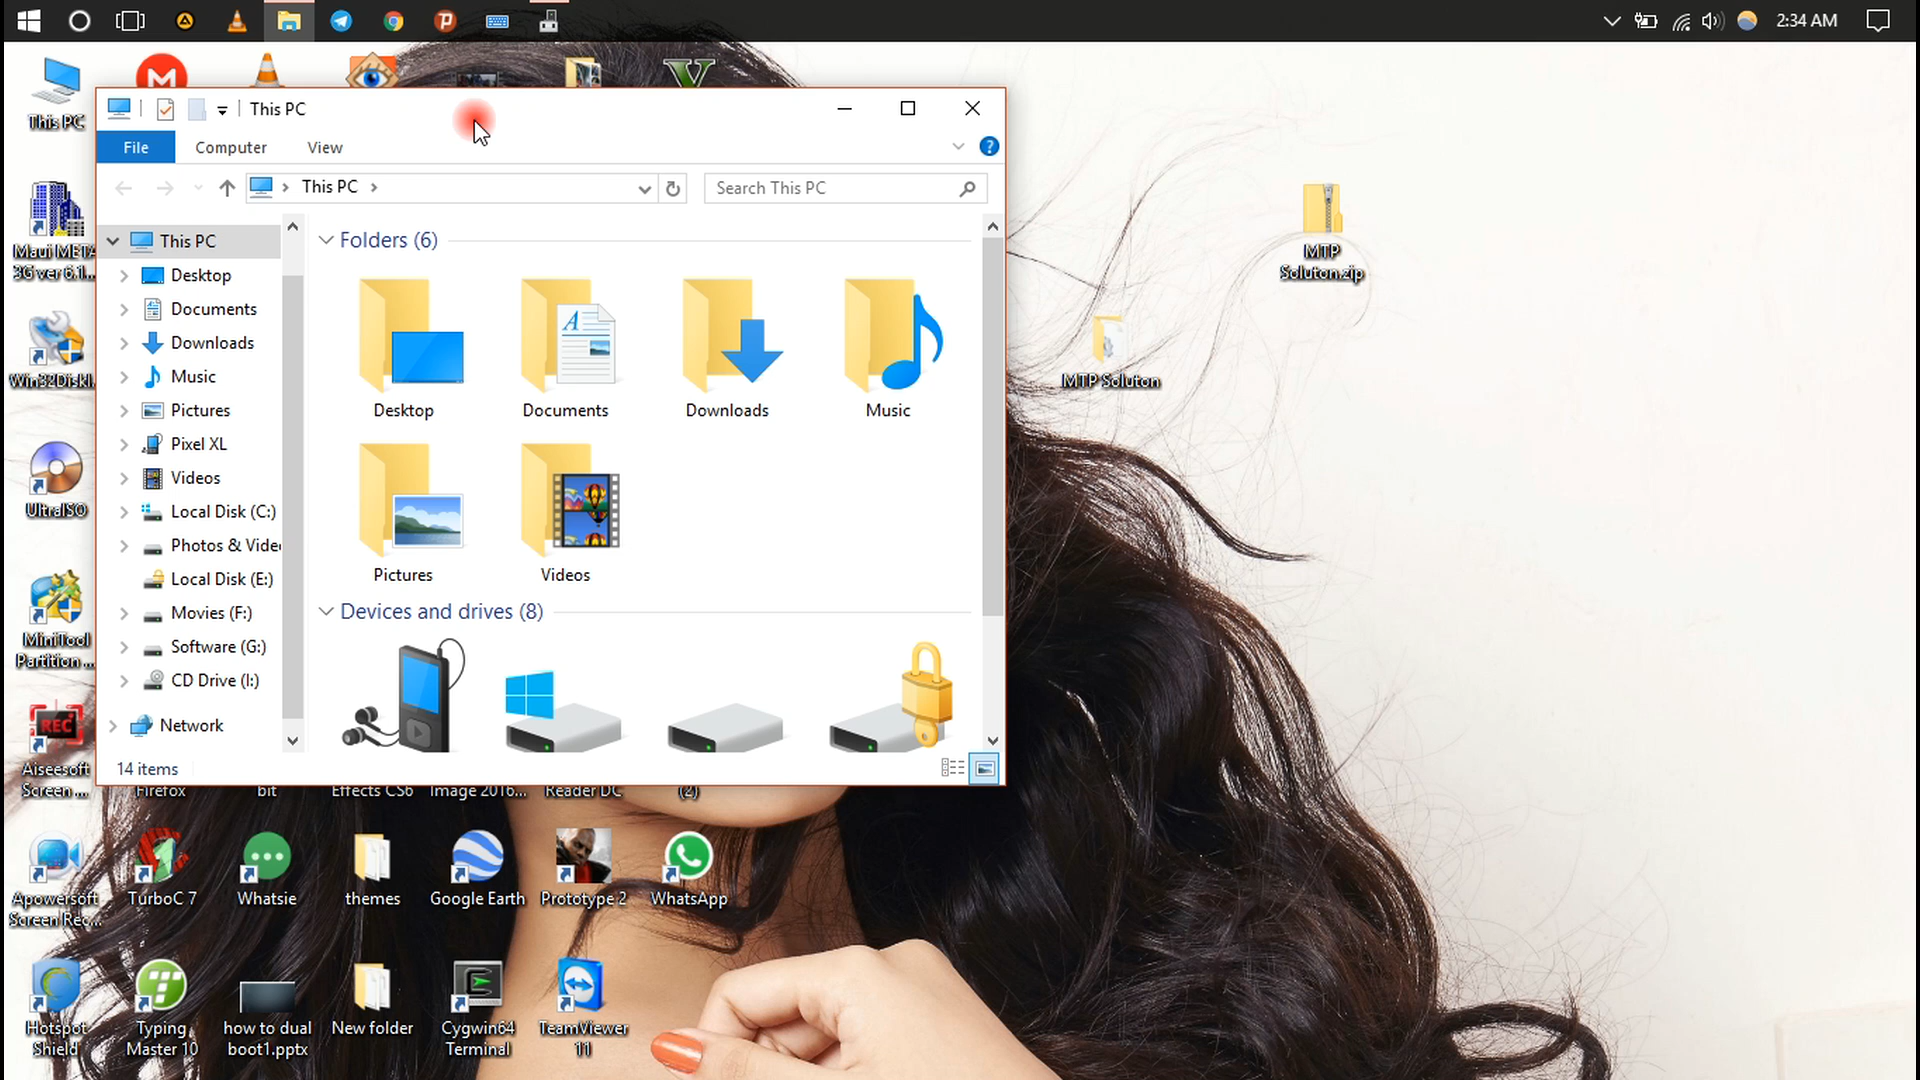 2:34 AM
This PC
This PC
File
Computer
View
This PC
Search This PC
This PC
Desktop
Documents
Downloads
Music
Pictures
Pixel XL
Videos
Local Disk (C:)
Photos & Vide
Local Disk (E:)
Movies (F:)
Software (G:)
CD Drive (I:)
Network
Folders (6)
Desktop
Documents
Downloads
Music
Pictures
Videos
Devices and drives (8)
14 items
Maui META
3G ver 6.1...
Win32DiskI...
UltraISO
MiniTool
Partition ...
REC
Aiseesoft
Screen ...
Firefox
bit
Effects CS6
Image 2016...
Reader DC
(2)
Apowersoft
Screen Rec...
TurboC 7
Whatsie
themes
Google Earth
Prototype 2
WhatsApp
Hotspot
Shield
Typing
Master 10
how to dual
boot1.pptx
New folder
Cygwin64
Terminal
TeamViewer
11
MTP
Soluton.zip
MTP Soluton